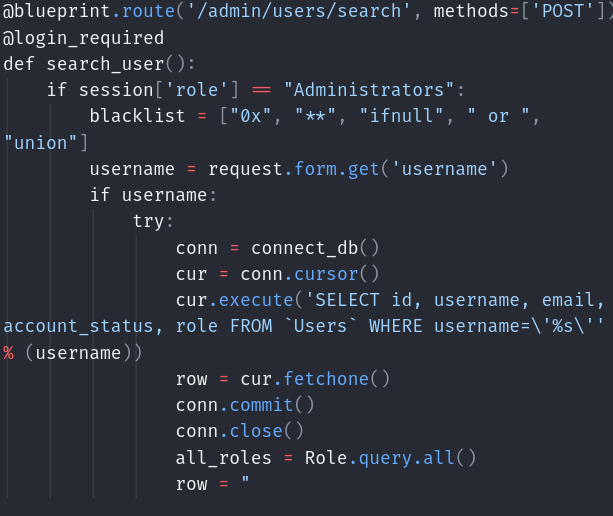 @blueprint.route('/admin/users/search', methods=['POST'])
@login_required
def search_user():
    if session['role'] == "Administrators":
        blacklist = ["0x", "**", "ifnull", " or ",
"union"]
        username = request.form.get('username')
        if username:
            try:
                conn = connect_db()
                cur = conn.cursor()
                cur.execute('SELECT id, username, email,
account_status, role FROM `Users` WHERE username=\'%s\''
% (username))
                row = cur.fetchone()
                conn.commit()
                conn.close()
                all_roles = Role.query.all()
                row = "